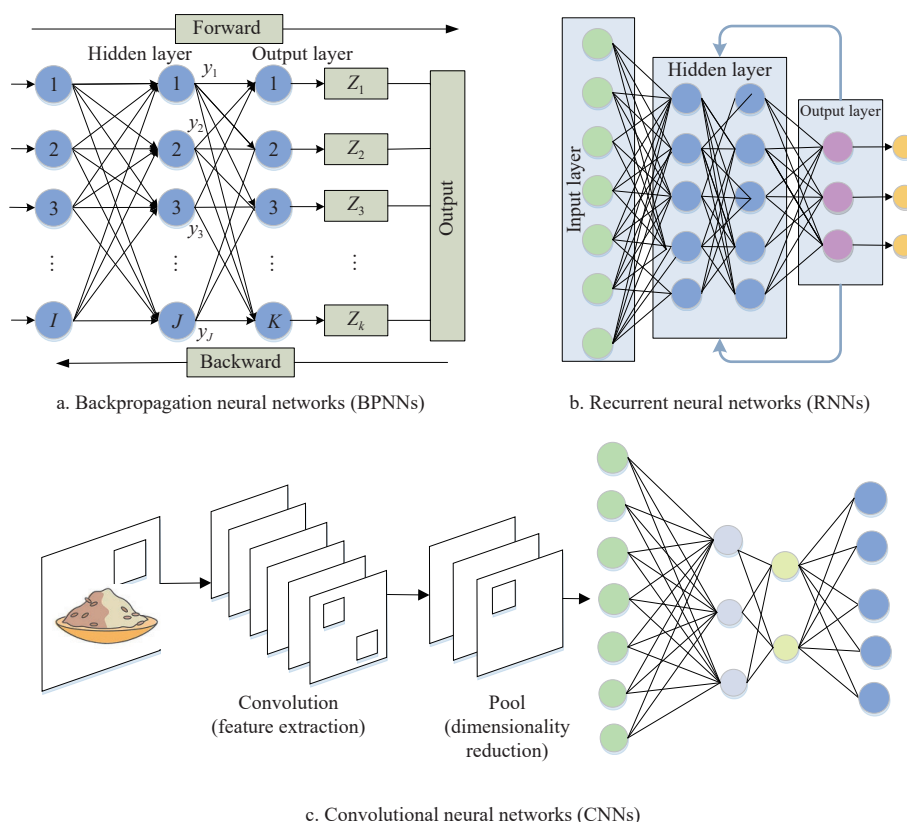 Forward
Hidden layer
Output layer
y₁
1
1
1
Z₁
y₂
2
2
2
Z₂
3
3
3
Z₃
y₃
⋮
⋮
⋮
⋮
I
J
K
Zₖ
y_J
Output
Backward
a. Backpropagation neural networks (BPNNs)
Input layer
Hidden layer
Output layer
b. Recurrent neural networks (RNNs)
Convolution
(feature extraction)
Pool
(dimensionality
reduction)
c. Convolutional neural networks (CNNs)